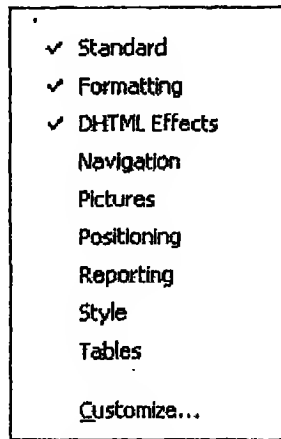 ✓ Standard
✓ Formatting
✓ DHTML Effects
Navigation
Pictures
Positioning
Reporting
Style
Tables
Customize...